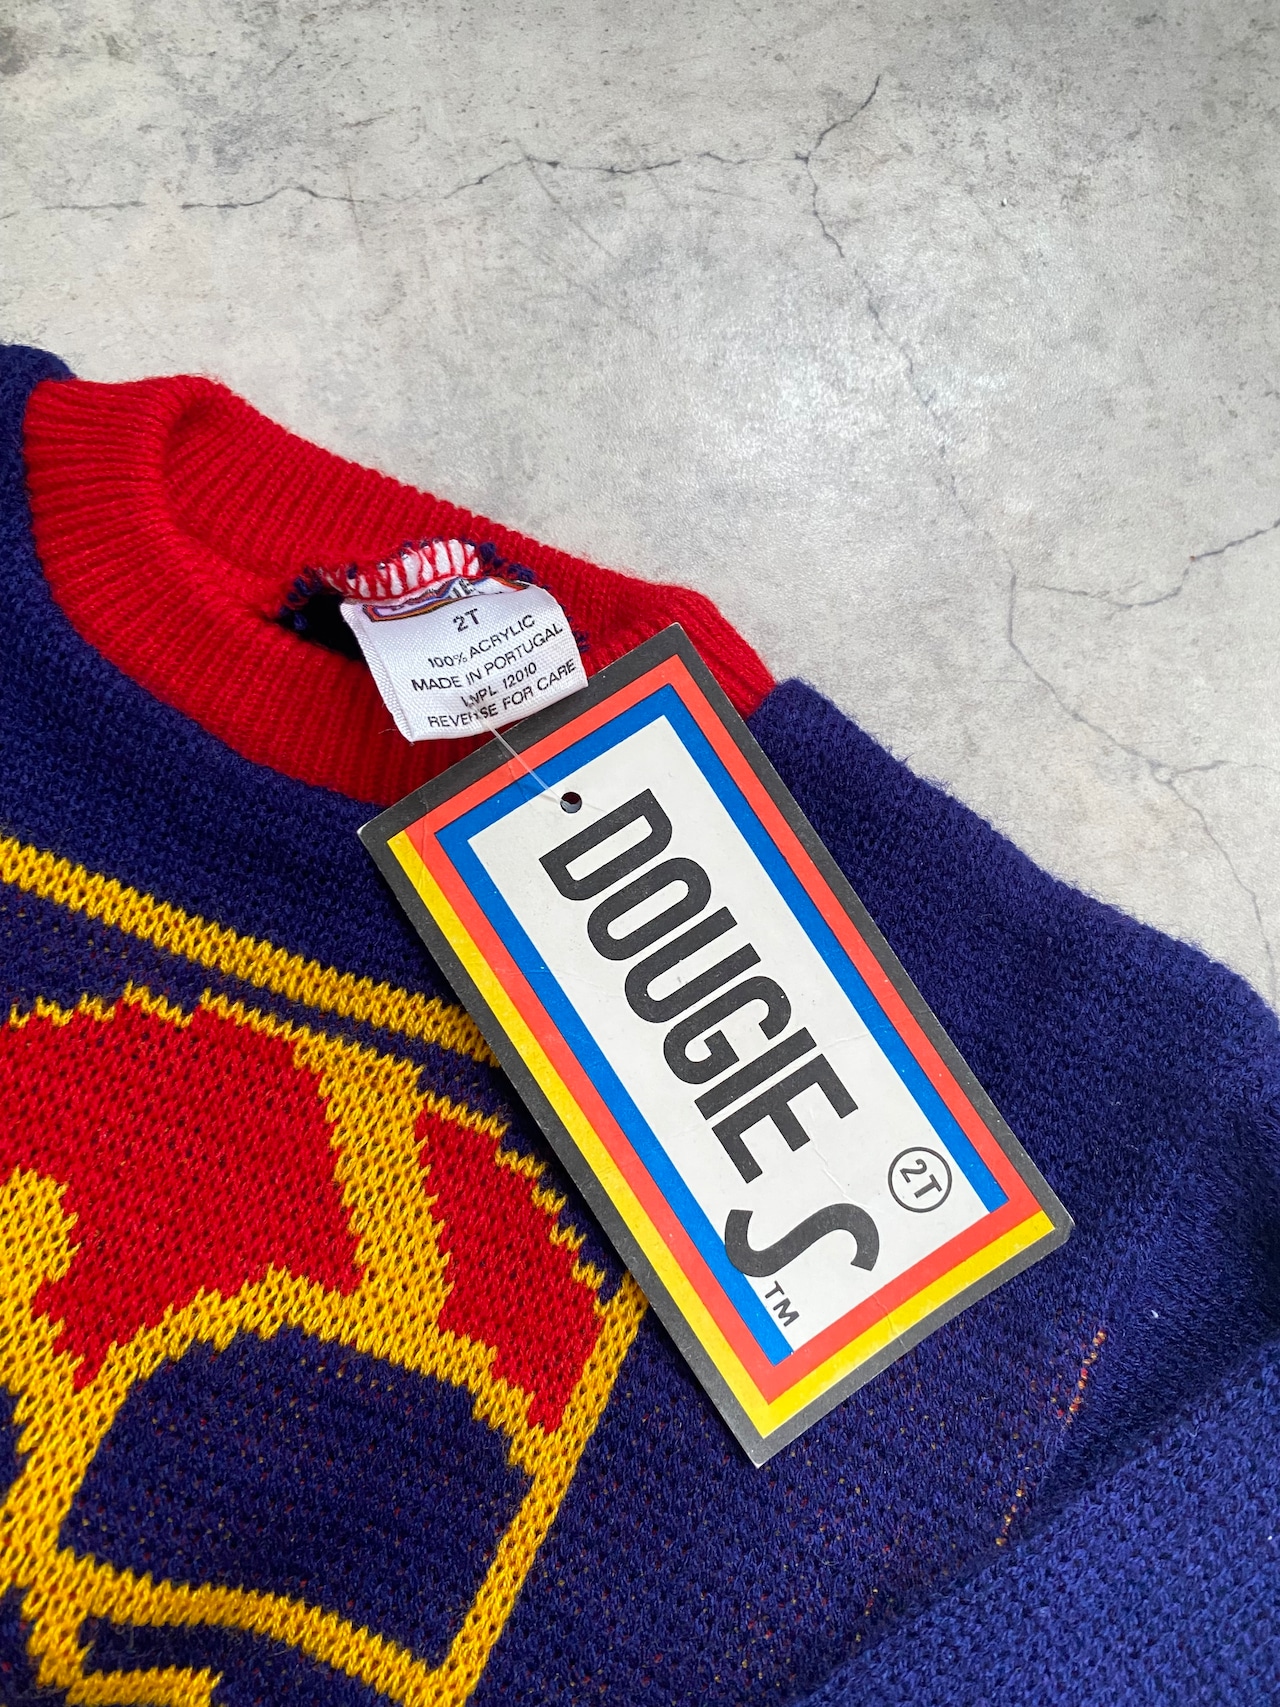 2T
100% ACRYLIC
MADE IN PORTUGAL
WPL 12010
REVERSE FOR CARE
DOUGIE S
TM
2T